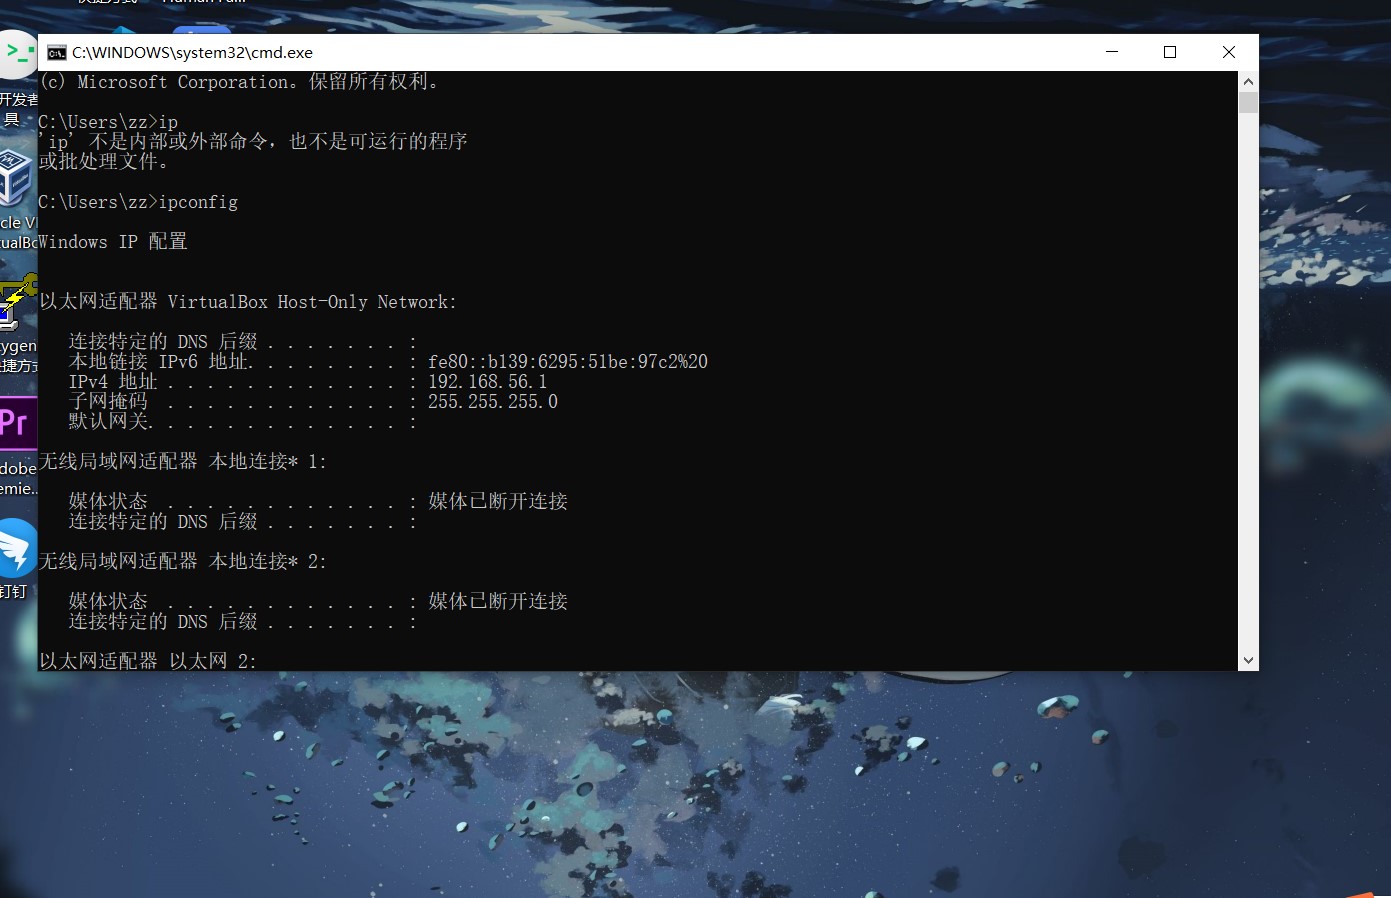 C:\WINDOWS\system32\cmd.exe
(c) Microsoft Corporation。保留所有权利。
C:\Users\zz>ip
'ip' 不是内部或外部命令，也不是可运行的程序
或批处理文件。
C:\Users\zz>ipconfig
Windows IP 配置
以太网适配器 VirtualBox Host-Only Network:
连接特定的 DNS 后缀 . . . . . . . :
本地链接 IPv6 地址. . . . . . . . : fe80::b139:6295:51be:97c2%20
IPv4 地址 . . . . . . . . . . . . : 192.168.56.1
子网掩码 . . . . . . . . . . . . : 255.255.255.0
默认网关. . . . . . . . . . . . . :
无线局域网适配器 本地连接* 1:
媒体状态 . . . . . . . . . . . . : 媒体已断开连接
连接特定的 DNS 后缀 . . . . . . . :
无线局域网适配器 本地连接* 2:
媒体状态 . . . . . . . . . . . . : 媒体已断开连接
连接特定的 DNS 后缀 . . . . . . . :
以太网适配器 以太网 2:
开发者
具
cle V
ualBo
ygen
捷方式
Pr
dobe
emie...
钉钉